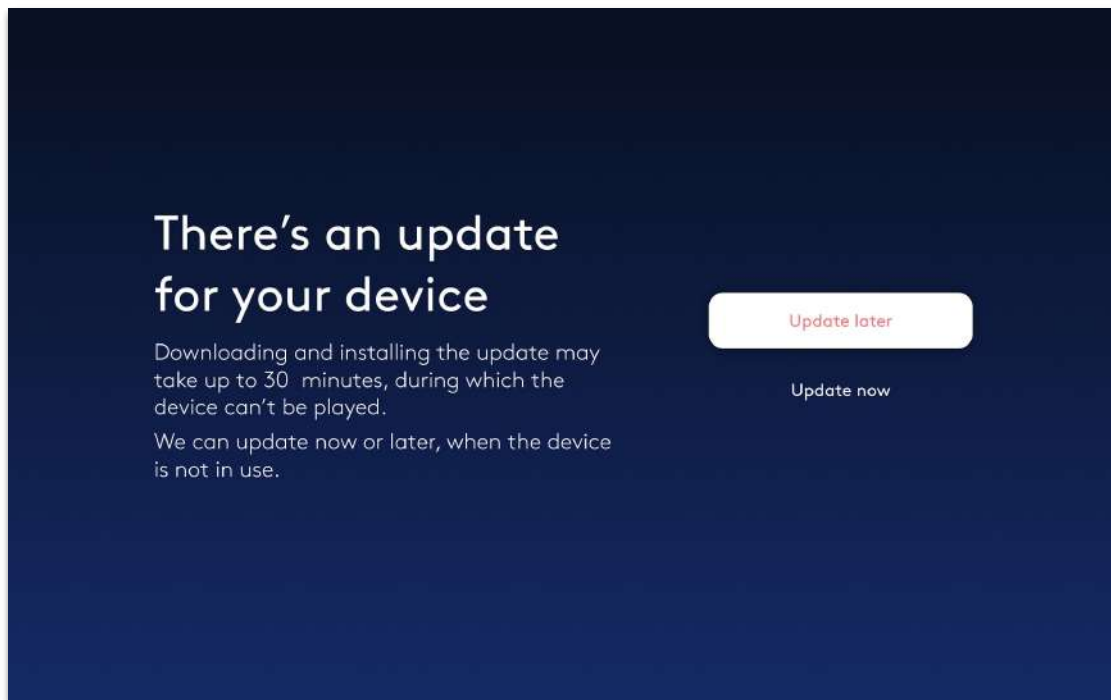 There's an update
for your device
Downloading and installing the update may
take up to 30  minutes, during which the
device can't be played.
We can update now or later, when the device
is not in use.
Update later
Update now